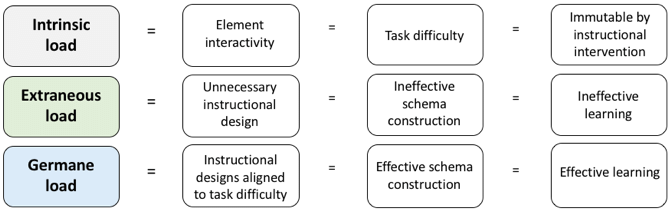 Intrinsic
load
=
Element
interactivity
=
Task difficulty
=
Immutable by
instructional
intervention
Extraneous
load
=
Unnecessary
instructional
design
=
Ineffective
schema
construction
=
Ineffective
learning
Germane
load
=
Instructional
designs aligned
to task difficulty
=
Effective schema
construction
=
Effective learning